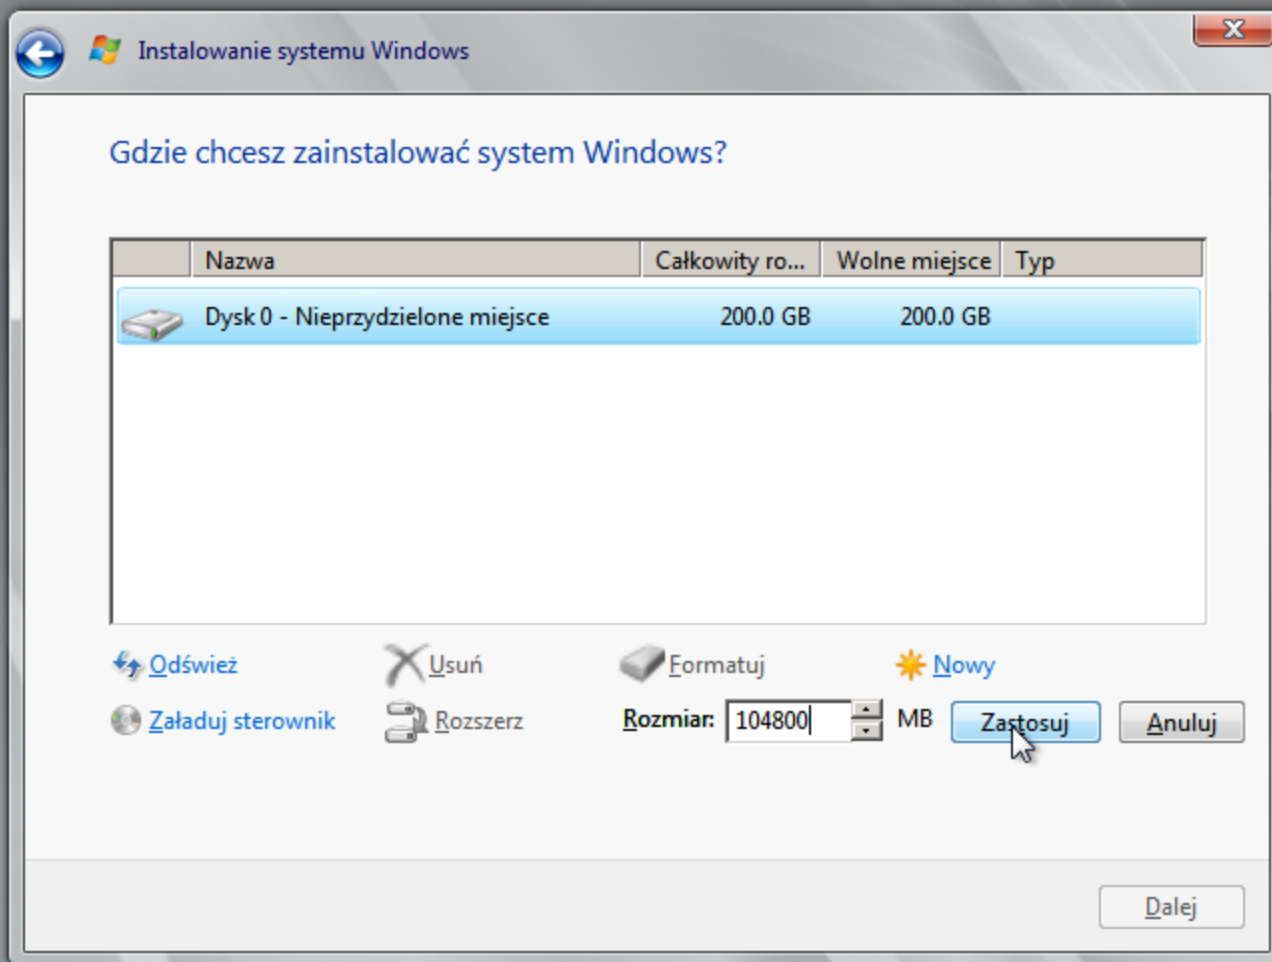 Instalowanie systemu Windows
Gdzie chcesz zainstalować system Windows?
Nazwa Całkowity ro... Wolne miejsce Typ
Dysk 0 - Nieprzydzielone miejsce 200.0 GB 200.0 GB
Odśwież Usuń Formatuj Nowy
Załaduj sterownik Rozszerz Rozmiar: 104800 MB Zastosuj Anuluj
Dalej